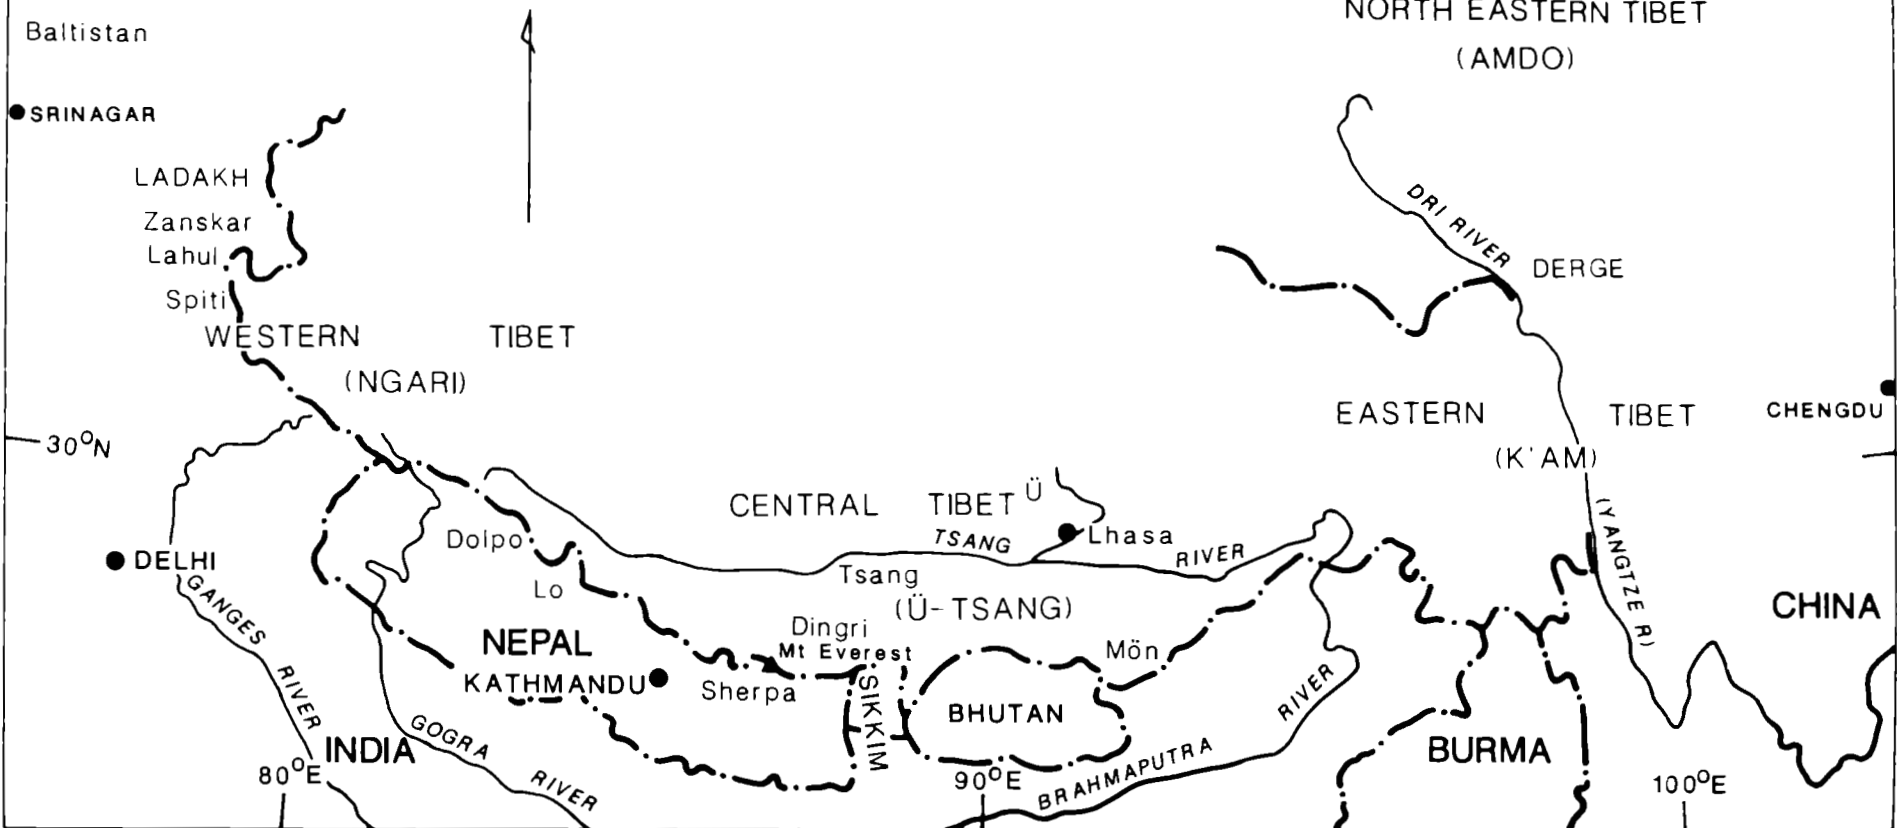 NORTH EASTERN TIBET
(AMDO)
Baltistan
SRINAGAR
LADAKH
Zanskar
Lahul
Spiti
WESTERN TIBET
(NGARI)
DRI RIVER
DERGE
EASTERN TIBET
(K'AM)
CHENGDU
30°N
CENTRAL TIBET
Ü
Lhasa
TSANG RIVER
Tsang
(Ü-TSANG)
Dolpo
Lo
DELHI
GANGES RIVER
NEPAL
KATHMANDU
Dingri
Mt Everest
Sherpa
SIKKIM
BHUTAN
Mön
(YANGTZE R)
CHINA
INDIA
GOGRA RIVER
BRAHMAPUTRA RIVER
BURMA
80°E
90°E
100°E